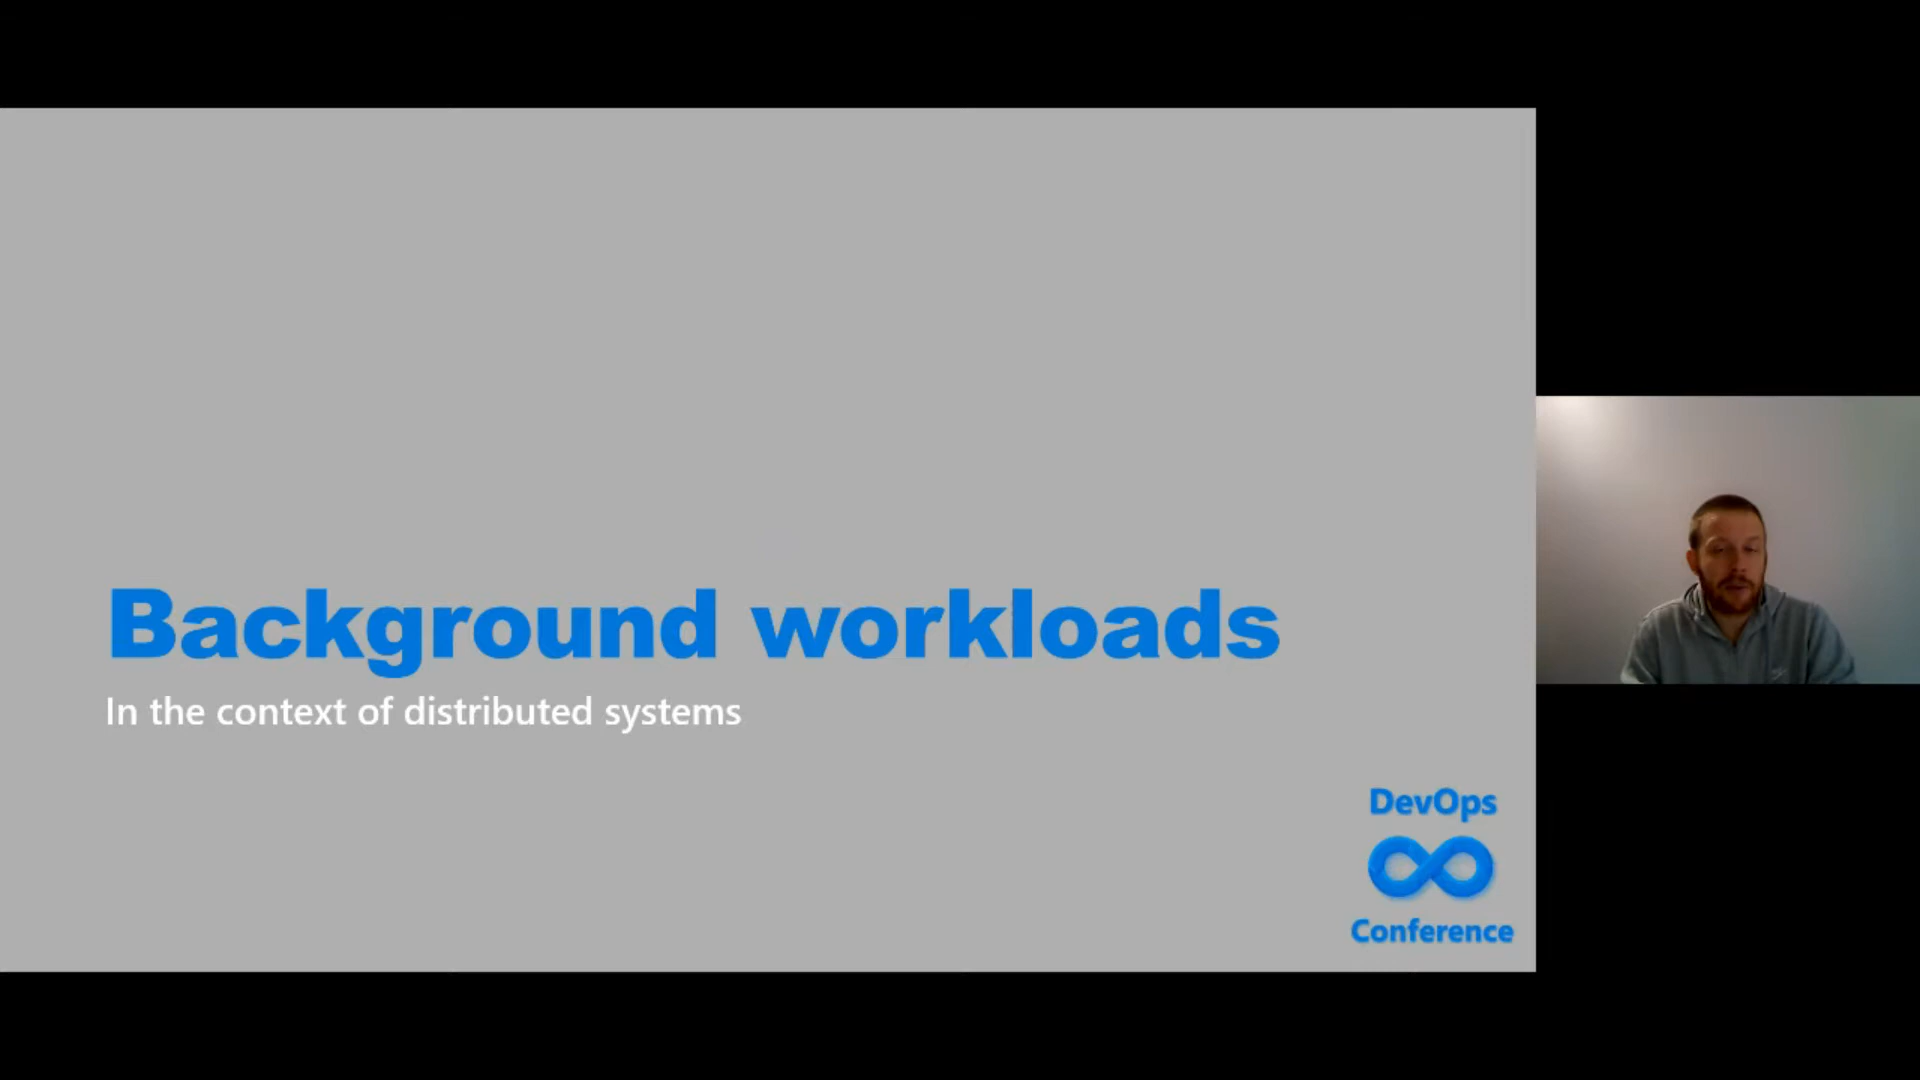 Background workloads
In the context of distributed systems
DevOps
Conference